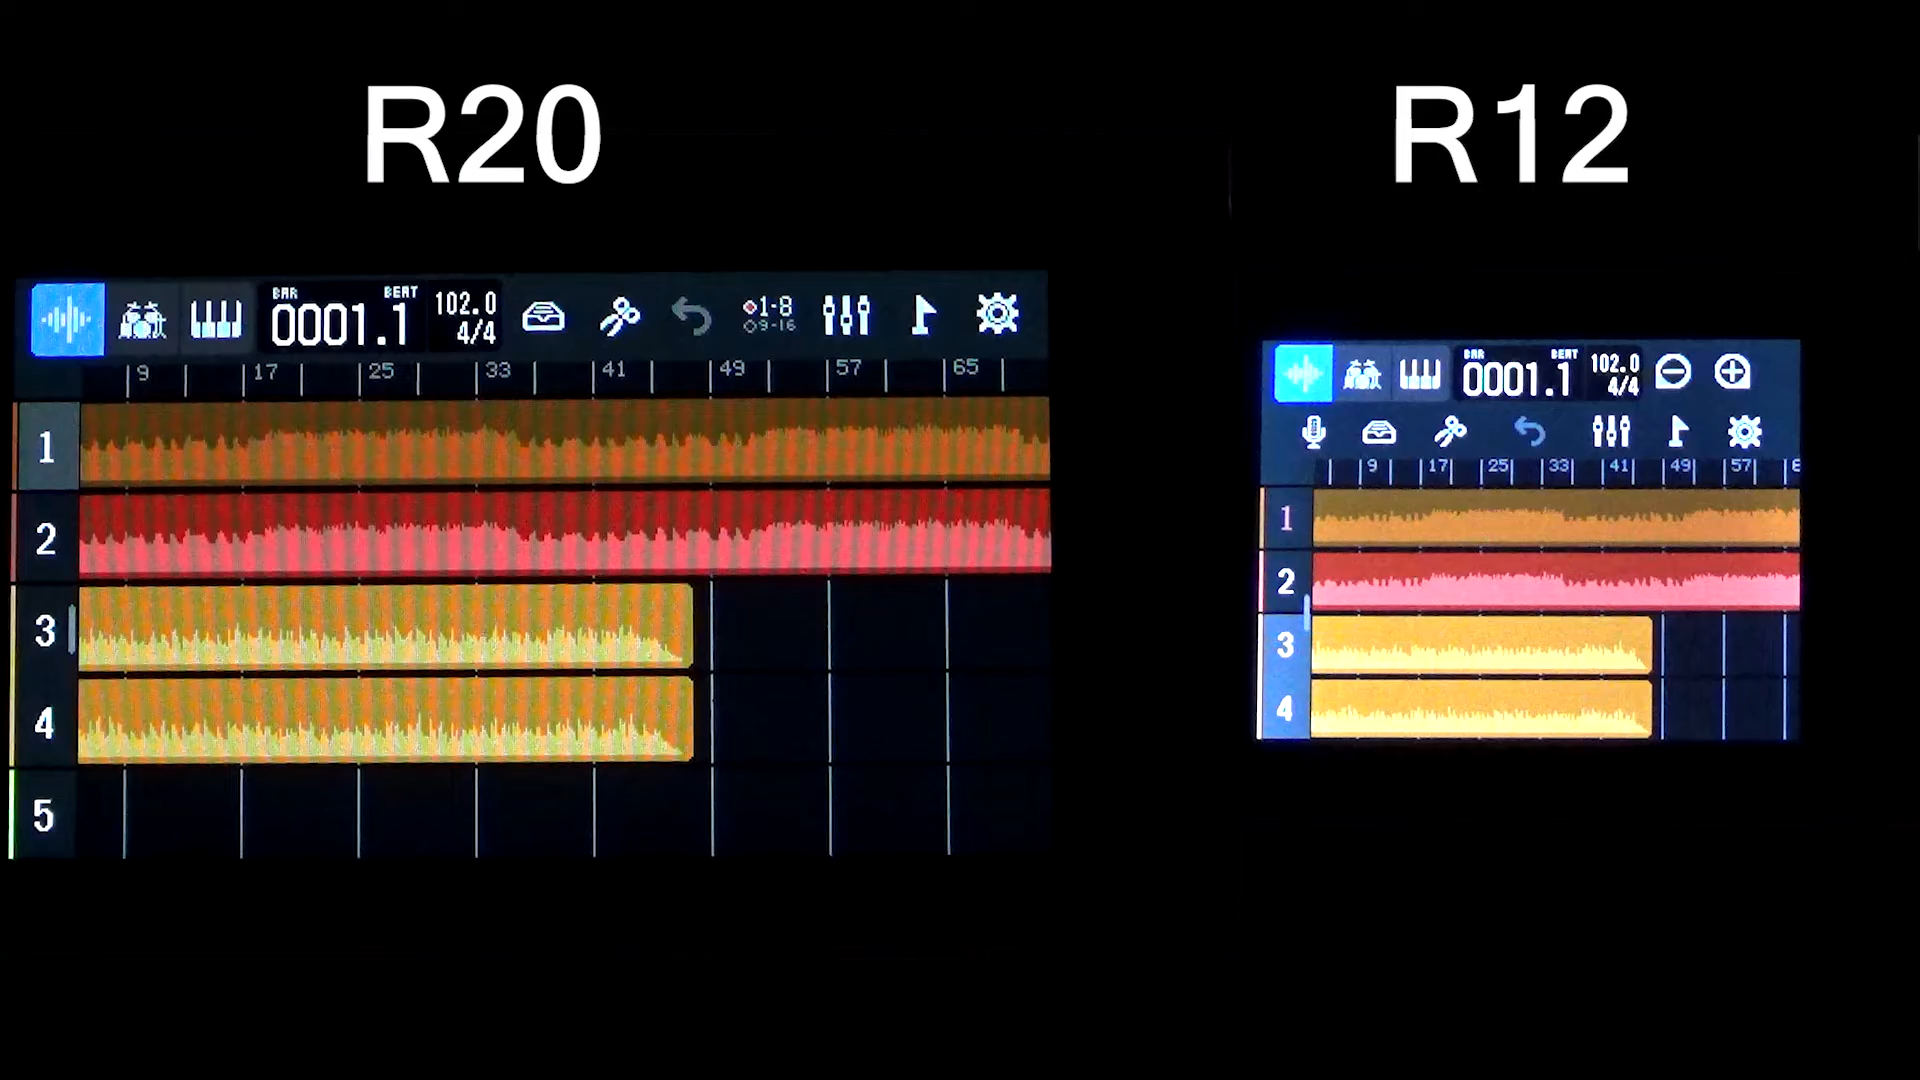 R20
BAR BEAT
0001.1
102.0
4/4
1-8
9-16
9 17 25 33 41 49 57 65
1
2
3
4
5
R12
BAR BEAT
0001.1
102.0
4/4
9 17 25 33 41 49 57
1
2
3
4